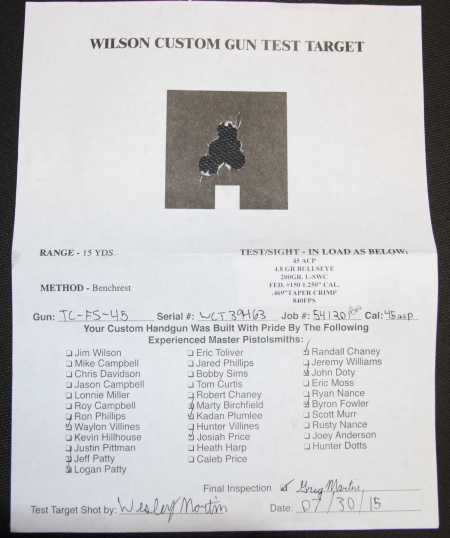 WILSON CUSTOM GUN TEST TARGET
RANGE - 15 YDS
TEST/SIGHT - IN LOAD AS BELOW:
45 ACP
4.8 GR BULLSEYE
200GR. L-SWC
FED. #150 1.250" CAL.
.469"TAPER CRIMP
840FPS
METHOD - Benchrest
Gun: TC-FS-45 Serial #: WCT39463 Job #: 54120 Cal: 45acp
Your Custom Handgun Was Built With Pride By The Following
Experienced Master Pistolsmiths:
Jim Wilson Eric Toliver Randall Chaney
Mike Campbell Jared Phillips Jeremy Williams
Chris Davidson Bobby Sims John Doty
Jason Campbell Tom Curtis Eric Moss
Lonnie Miller Robert Chaney Ryan Nance
Roy Campbell Marty Birchfield Byron Fowler
Ron Phillips Kadan Plumlee Scott Murr
Waylon Villines Hunter Villines Rusty Nance
Kevin Hillhouse Josiah Price Joey Anderson
Justin Pittman Heath Harp Hunter Dotts
Jeff Patty Caleb Price
Logan Patty
Final Inspection Greg Martin
Test Target Shot by: Wesley Martin Date: 07/30/15